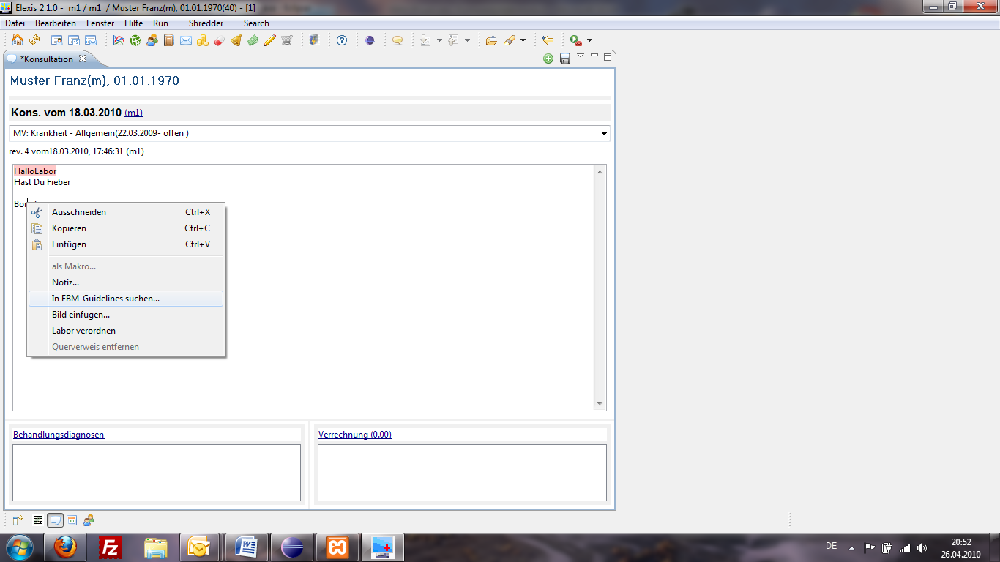 Elexis 2.1.0 - m1 / m1 / Muster Franz(m), 01.01.1970(40) - [1]
Datei Bearbeiten Fenster Hilfe Run Shredder Search
*Konsultation
Muster Franz(m), 01.01.1970
Kons. vom 18.03.2010 (m1)
MV: Krankheit - Allgemein(22.03.2009- offen )
rev. 4 vom18.03.2010, 17:46:31 (m1)
HalloLabor
Hast Du Fieber
Ausschneiden Ctrl+X
Kopieren Ctrl+C
Einfügen Ctrl+V
als Makro...
Notiz...
In EBM-Guidelines suchen...
Bild einfügen...
Labor verordnen
Querverweis entfernen
Behandlungsdiagnosen
Verrechnung (0.00)
DE
20:52
26.04.2010